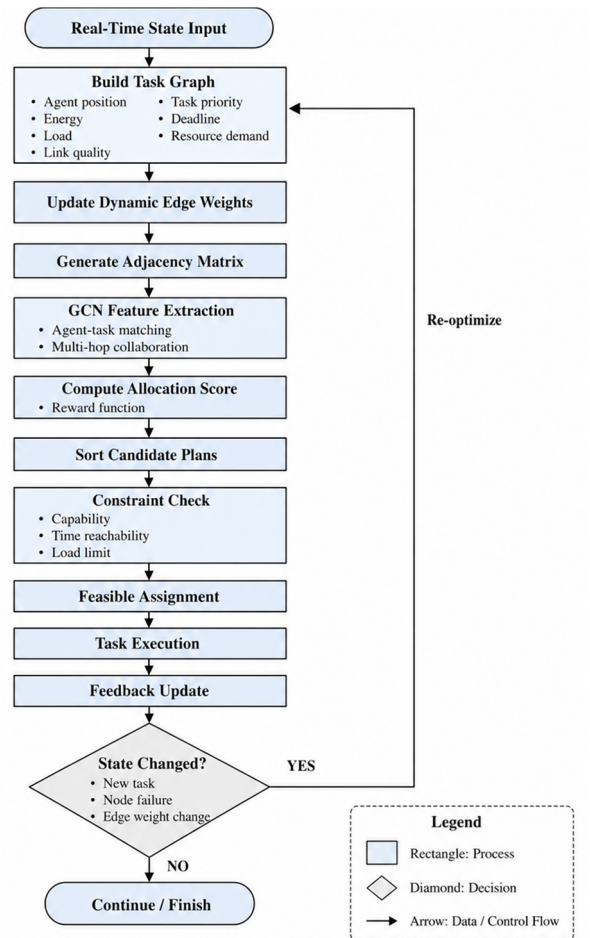 Real-Time State Input
Build Task Graph
• Agent position
• Energy
• Load
• Link quality
• Task priority
• Deadline
• Resource demand
Update Dynamic Edge Weights
Generate Adjacency Matrix
GCN Feature Extraction
• Agent-task matching
• Multi-hop collaboration
Compute Allocation Score
• Reward function
Sort Candidate Plans
Constraint Check
• Capability
• Time reachability
• Load limit
Feasible Assignment
Task Execution
Feedback Update
State Changed?
• New task
• Node failure
• Edge weight change
YES
Re-optimize
NO
Continue / Finish
Legend
Rectangle: Process
Diamond: Decision
Arrow: Data / Control Flow